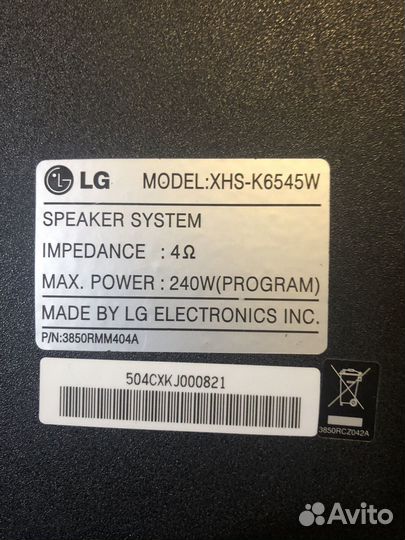 LG MODEL:XHS-K6545W
SPEAKER SYSTEM
IMPEDANCE : 4Ω
MAX. POWER : 240W(PROGRAM)
MADE BY LG ELECTRONICS INC.
P/N:3850RMM404A
504CXKJ000821
3850RCZ042A
Avito